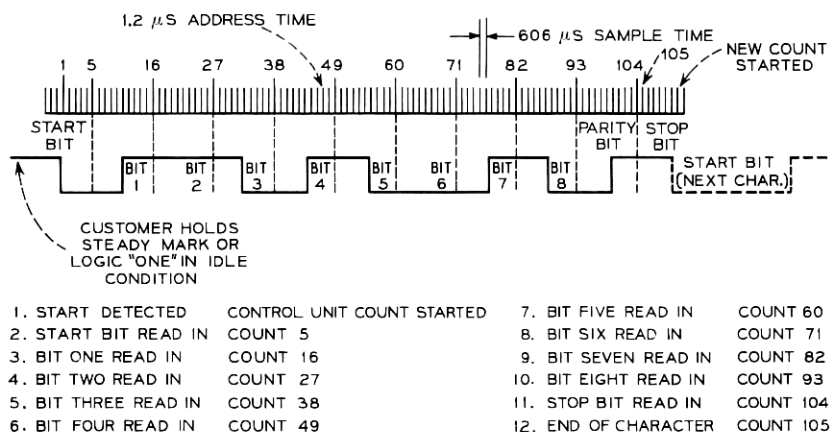 1.2 μS ADDRESS TIME
606 μS SAMPLE TIME
1 5 16 27 38 49 60 71 82 93 104 105
NEW COUNT
STARTED
START
BIT
PARITY
BIT
STOP
BIT
BIT
1
BIT
2
BIT
3
BIT
4
BIT
5
BIT
6
BIT
7
BIT
8
START BIT
(NEXT CHAR.)
CUSTOMER HOLDS
STEADY MARK OR
LOGIC "ONE" IN IDLE
CONDITION
1. START DETECTED CONTROL UNIT COUNT STARTED
2. START BIT READ IN COUNT 5
3. BIT ONE READ IN COUNT 16
4. BIT TWO READ IN COUNT 27
5. BIT THREE READ IN COUNT 38
6. BIT FOUR READ IN COUNT 49
7. BIT FIVE READ IN COUNT 60
8. BIT SIX READ IN COUNT 71
9. BIT SEVEN READ IN COUNT 82
10. BIT EIGHT READ IN COUNT 93
11. STOP BIT READ IN COUNT 104
12. END OF CHARACTER COUNT 105